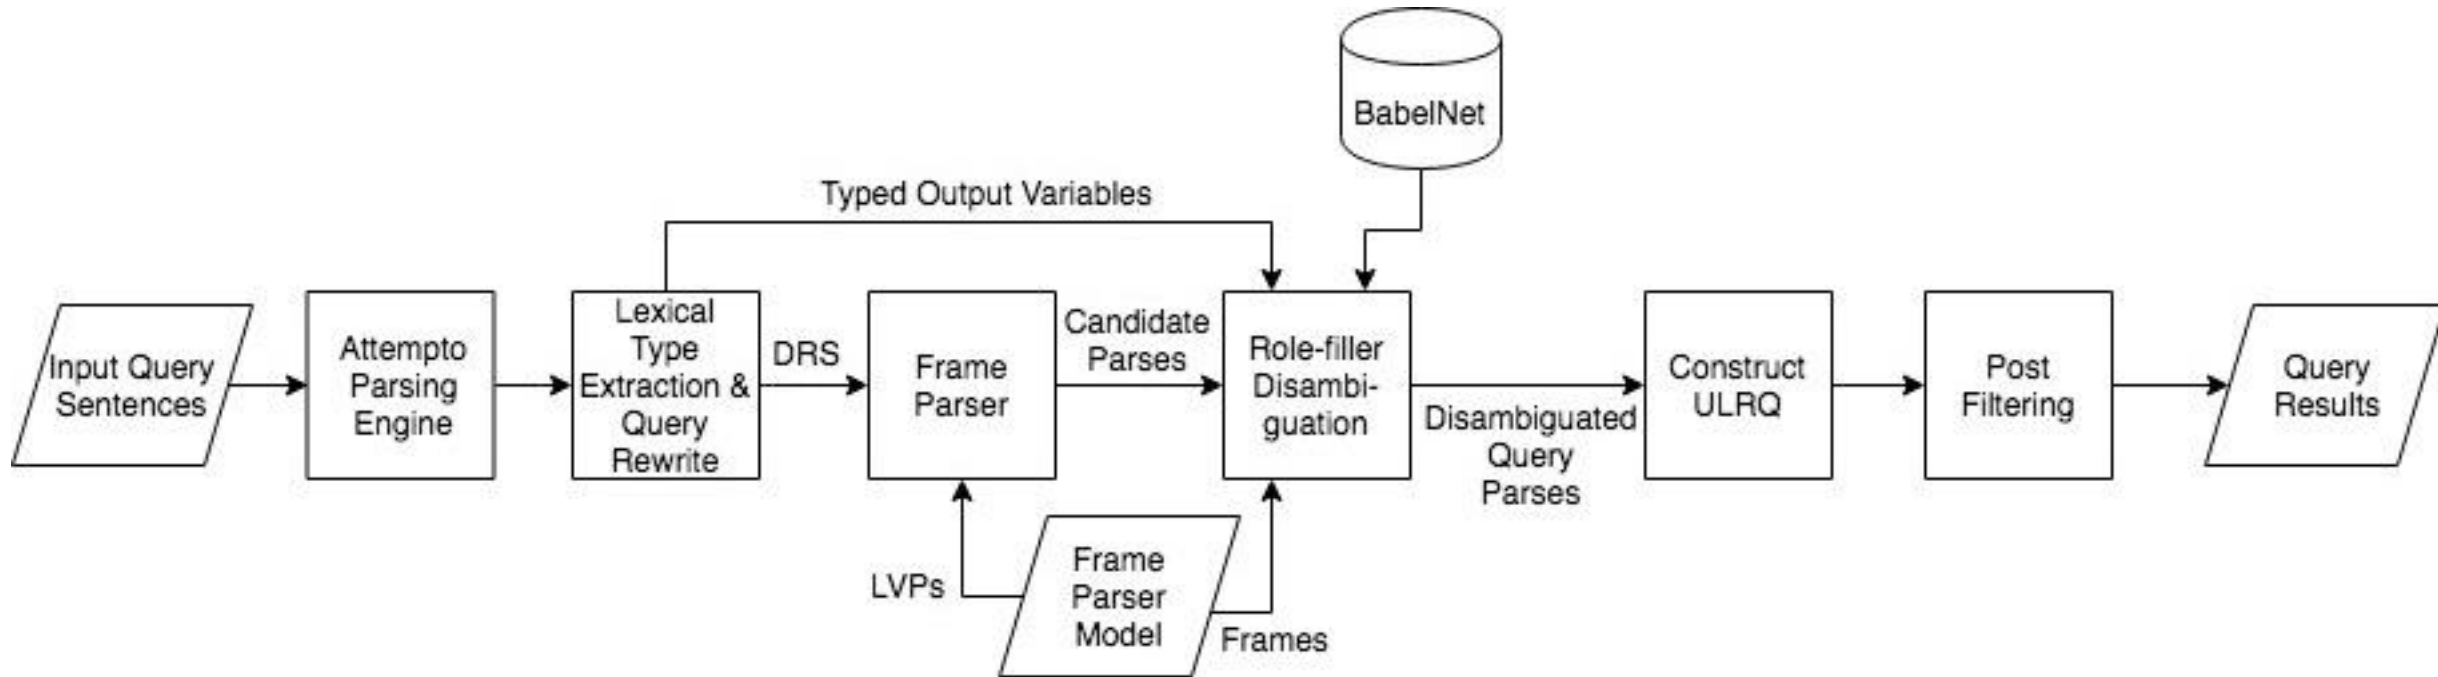 BabelNet
Typed Output Variables
Input Query
Sentences
Attempto
Parsing
Engine
Lexical
Type
Extraction &
Query
Rewrite
DRS
Frame
Parser
Candidate
Parses
Role-filler
Disambi-
guation
Disambiguated
Query
Parses
Construct
ULRQ
Post
Filtering
Query
Results
LVPs
Frame
Parser
Model
Frames